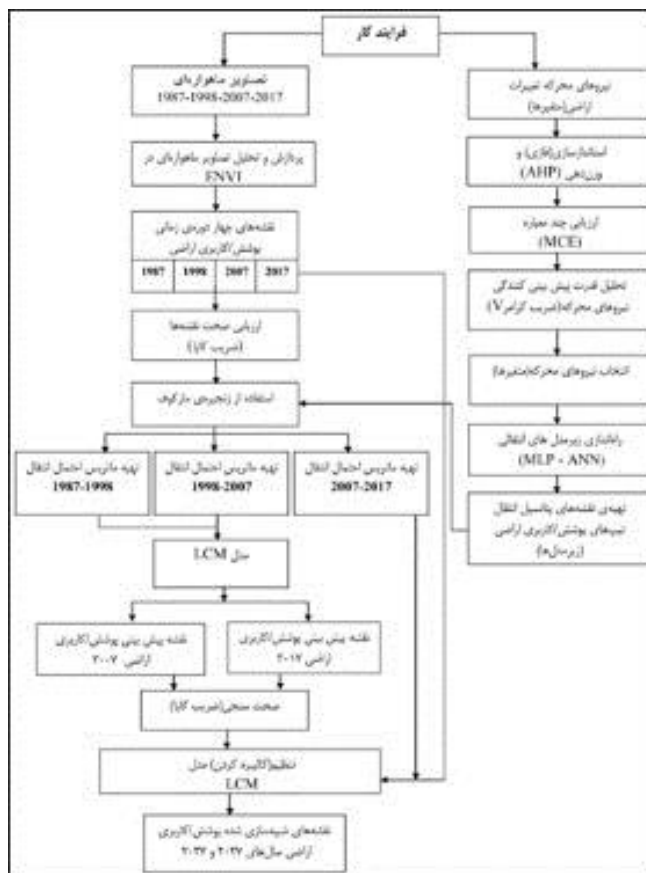 فرایند کار
تصاویر ماهواره‌ای
1987-1998-2007-2017
پردازش و تحلیل تصاویر ماهواره‌ای در
ENVI
نقشه‌های چهار دوره‌ی زمانی
پوشش/کاربری اراضی
1987 1998 2007 2017
ارزیابی صحت نقشه‌ها
(ضریب کاپا)
استفاده از زنجیره‌ی مارکوف
تهیه ماتریس احتمال انتقال
1987-1998
تهیه ماتریس احتمال انتقال
1998-2007
تهیه ماتریس احتمال انتقال
2007-2017
مدل LCM
نقشه پیش بینی پوشش/کاربری
اراضی ۲۰۰۷
نقشه پیش بینی پوشش/کاربری
اراضی ۲۰۱۷
صحت سنجی(ضریب کاپا)
تنظیم(کالیبره کردن) مدل
LCM
نقشه‌های شبیه‌سازی شده پوشش/کاربری
اراضی سال‌های ۲۰۲۷ و ۲۰۳۷
نیروهای محرکه تغییرات
اراضی(متغیرها)
استانداردسازی(فازی) و
وزن‌دهی (AHP)
ارزیابی چند معیاره
(MCE)
تحلیل قدرت پیش بینی کنندگی
نیروهای محرکه(ضریب کرامر V)
انتخاب نیروهای محرکه(متغیرها)
راه‌اندازی زیرمدل های انتقالی
(MLP - ANN)
تهیه‌ی نقشه‌های پتانسیل انتقال
تیپ‌های پوشش/کاربری اراضی
(زیرمدل‌ها)